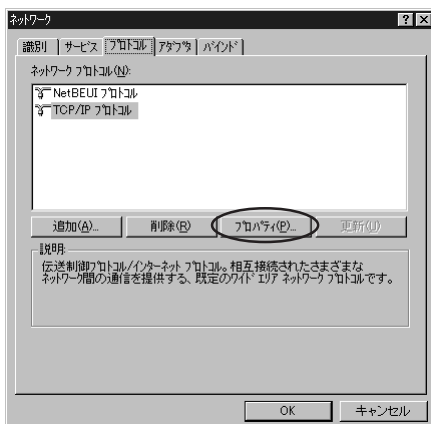 ネットワーク
識別 サービス プロトコル アダプタ バインド
ネットワーク プロトコル(N):
NetBEUI プロトコル
TCP/IP プロトコル
追加(A)... 削除(R) プロパティ(P)... 更新(U)
説明:
伝送制御プロトコル/インターネット プロトコル。相互接続されたさまざまな
ネットワーク間の通信を提供する、既定のワイド エリア ネットワーク プロトコルです。
OK キャンセル